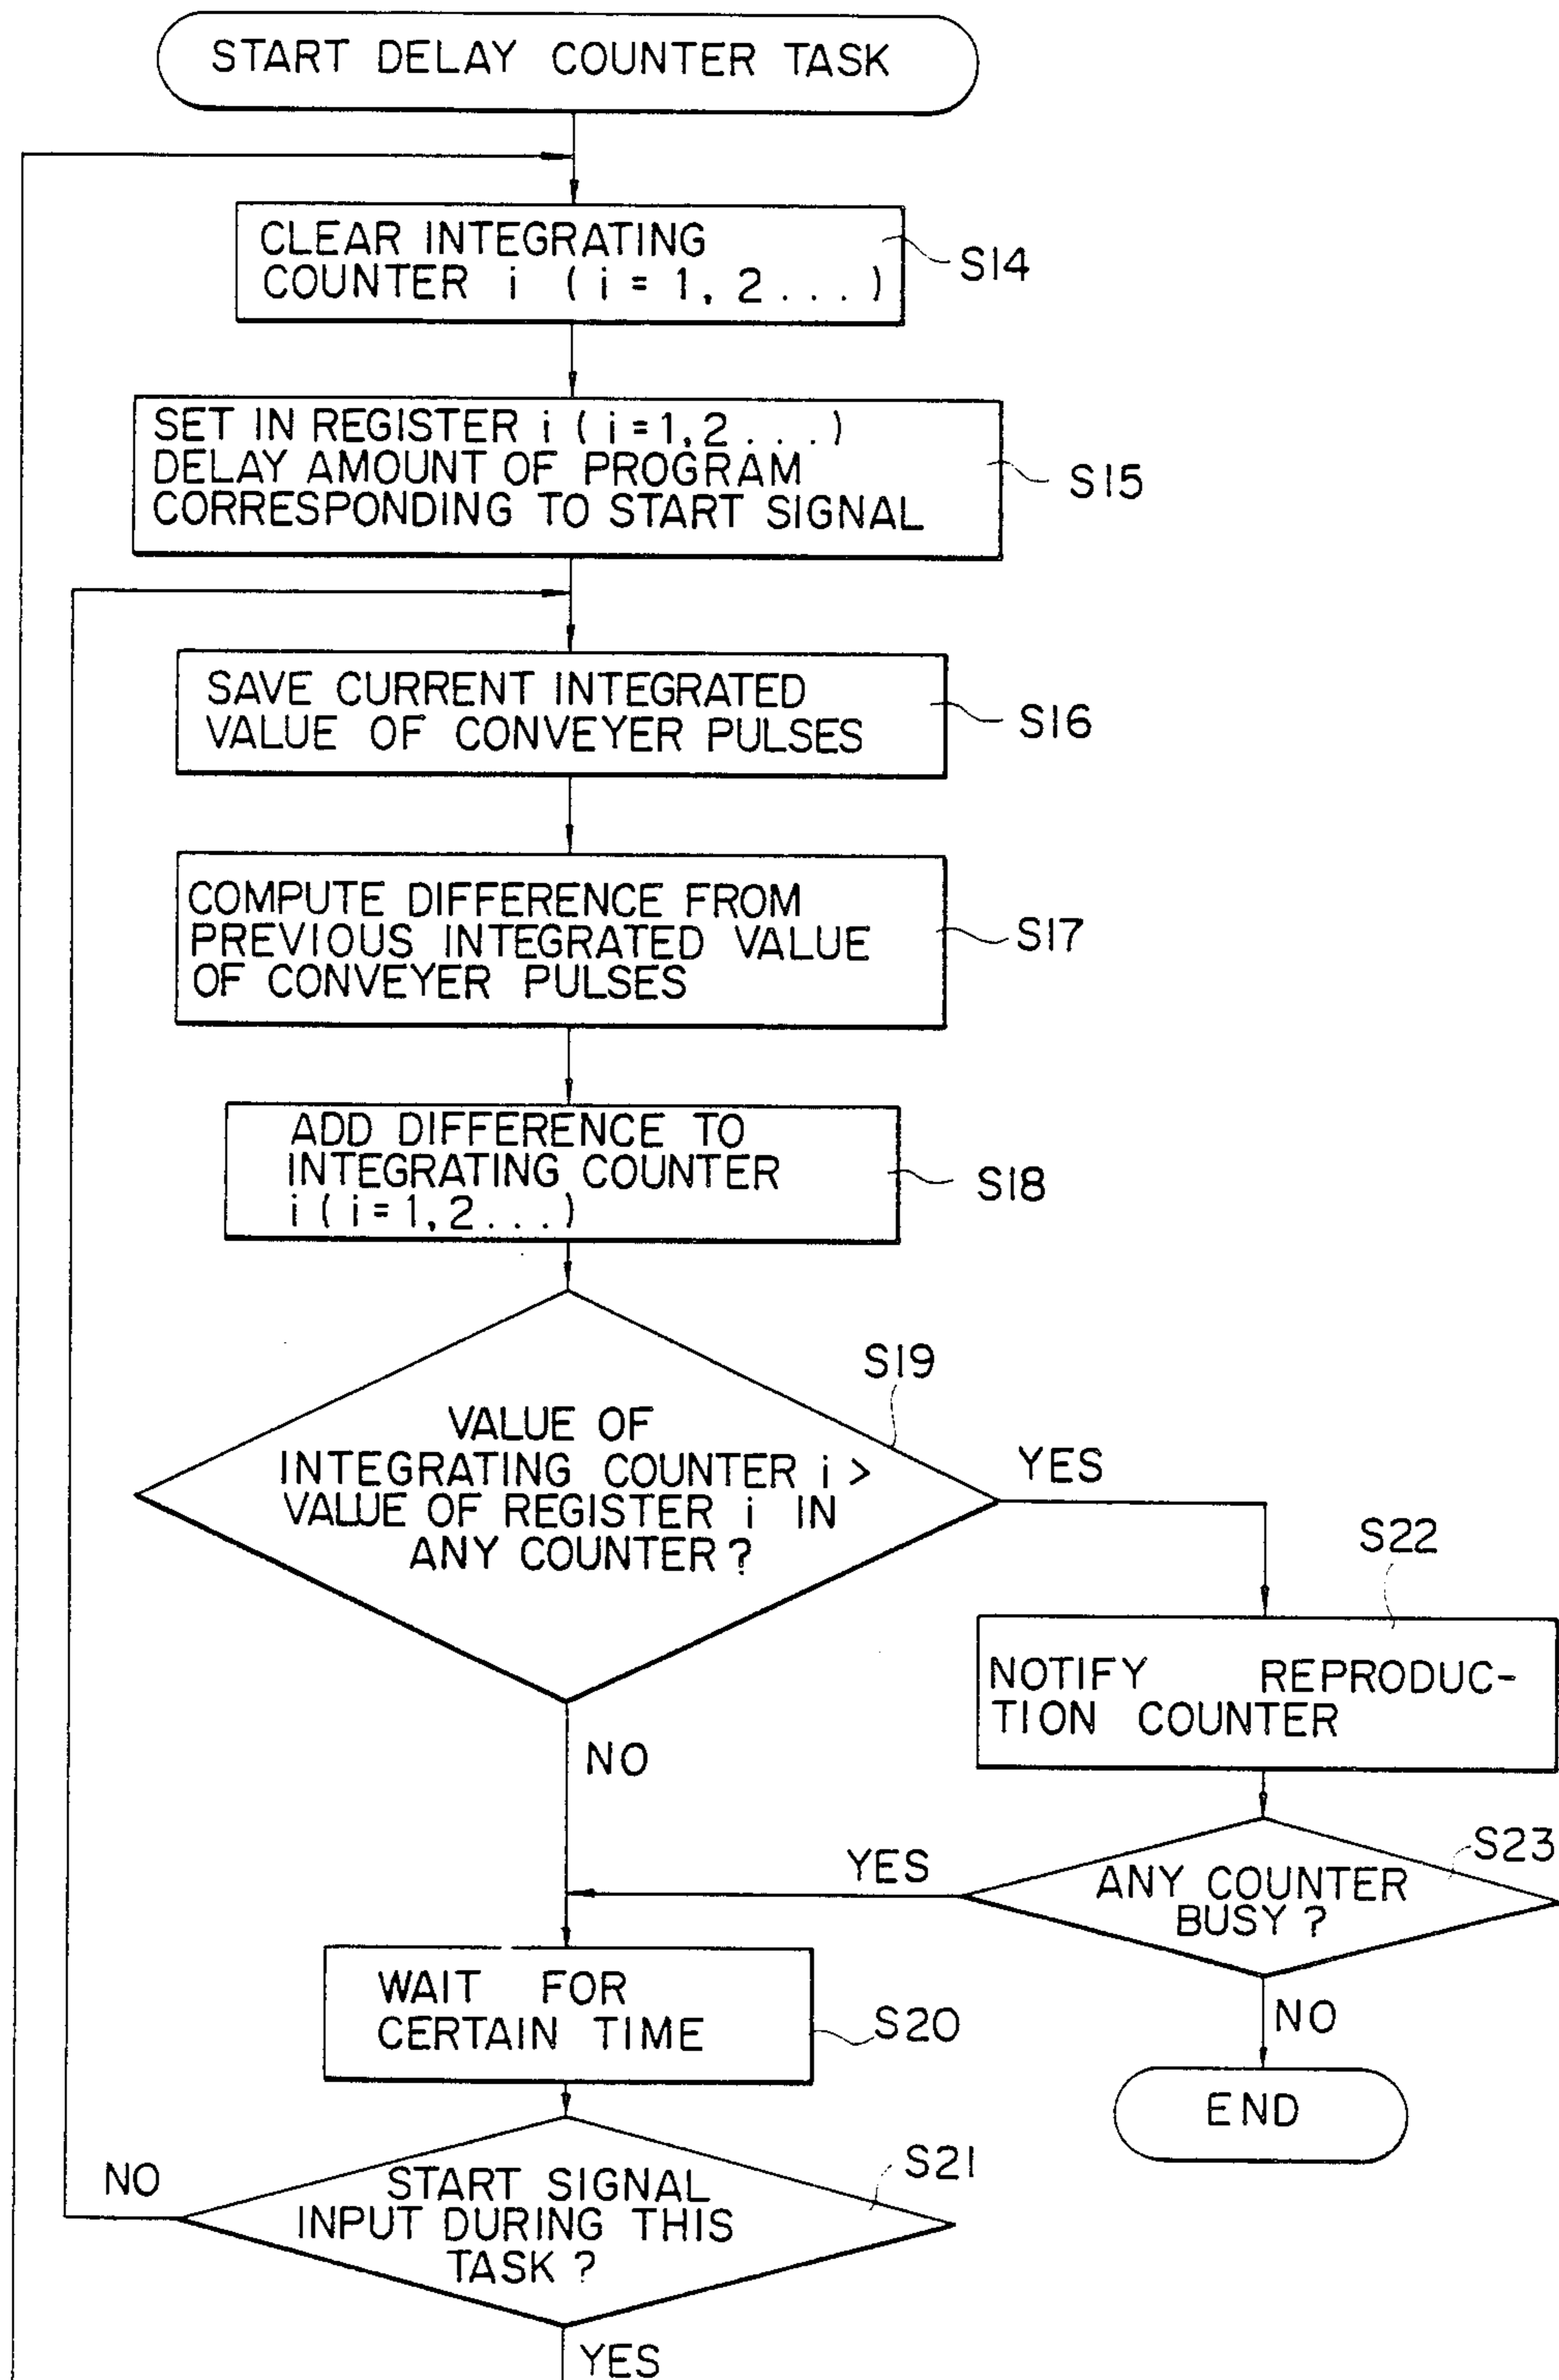 START DELAY COUNTER TASK
CLEAR INTEGRATING
COUNTER i (i = 1, 2 . . . )
S14
SET IN REGISTER i (i=1,2 . . .)
DELAY AMOUNT OF PROGRAM
CORRESPONDING TO START SIGNAL
S15
SAVE CURRENT INTEGRATED
VALUE OF CONVEYER PULSES
S16
COMPUTE DIFFERENCE FROM
PREVIOUS INTEGRATED VALUE
OF CONVEYER PULSES
S17
ADD DIFFERENCE TO
INTEGRATING COUNTER
i (i=1,2 . . .)
S18
S19
VALUE OF
INTEGRATING COUNTER i >
VALUE OF REGISTER i IN
ANY COUNTER?
YES
NO
S22
NOTIFY REPRODUC-
TION COUNTER
S23
ANY COUNTER
BUSY?
YES
NO
END
WAIT FOR
CERTAIN TIME
S20
S21
START SIGNAL
INPUT DURING THIS
TASK?
NO
YES